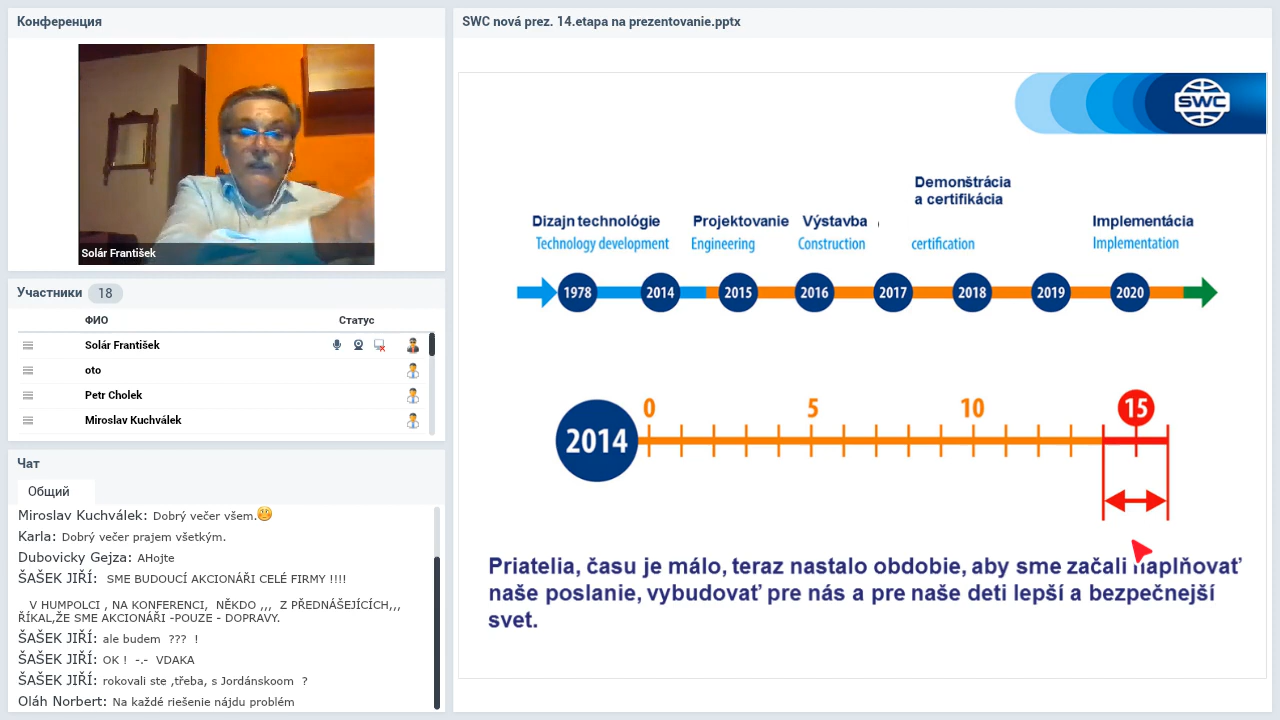 Конференция
Solár František
Участники 18
ФИО Статус
Solár František
oto
Petr Cholek
Miroslav Kuchválek
Чат
Общий
Miroslav Kuchválek: Dobrý večer všem.
Karla: Dobrý večer prajem všetkým.
Dubovicky Gejza: AHojte
ŠAŠEK JIŘÍ: SME BUDOUCÍ AKCIONÁŘI CELÉ FIRMY !!!!
V HUMPOLCI , NA KONFERENCI, NĚKDO ,,, Z PŘEDNÁŠEJÍCÍCH,,,
ŘÍKAL,ŽE SME AKCIONÁŘI -POUZE - DOPRAVY.
ŠAŠEK JIŘÍ: ale budem ??? !
ŠAŠEK JIŘÍ: OK ! -.- VDAKA
ŠAŠEK JIŘÍ: rokovali ste ,třeba, s Jordánskoom ?
Oláh Norbert: Na každé riešenie nájdu problém
SWC nová prez. 14.etapa na prezentovanie.pptx
SWC
Demonštrácia
a certifikácia
Dizajn technológie Projektovanie Výstavba , Implementácia
Technology development Engineering Construction certification Implementation
1978 2014 2015 2016 2017 2018 2019 2020
0 5 10 15
2014
Priatelia, času je málo, teraz nastalo obdobie, aby sme začali naplňovať
naše poslanie, vybudovať pre nás a pre naše deti lepší a bezpečnejší
svet.